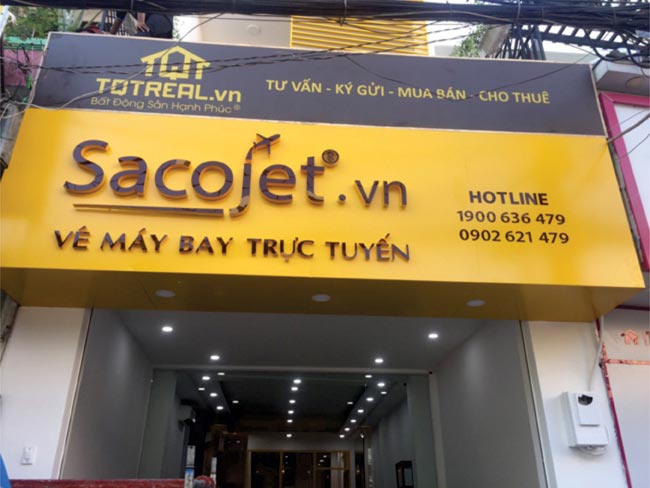 TOTREAL.vn
Bất Động Sản Hạnh Phúc®
TƯ VẤN - KÝ GỬI - MUA BÁN - CHO THUÊ
Sacojet®.vn
VÉ MÁY BAY TRỰC TUYẾN
HOTLINE
1900 636 479
0902 621 479